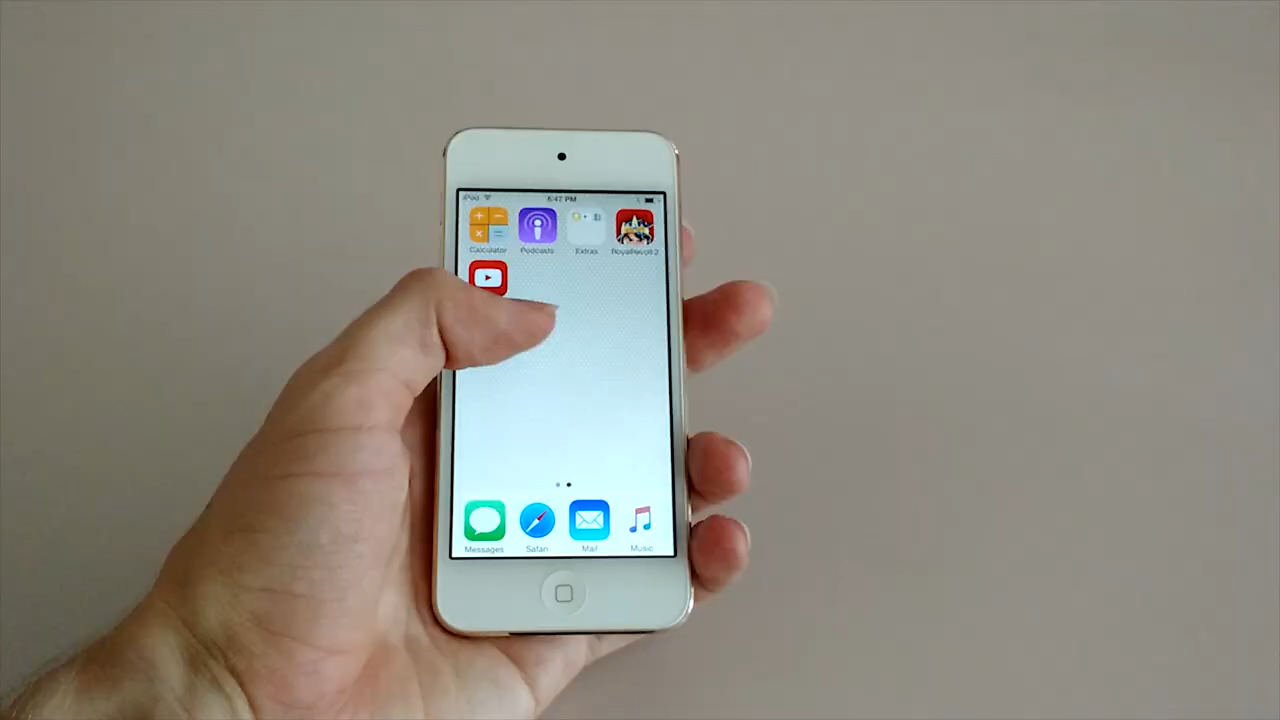 iPod 6:47 PM
Calculator Podcasts Extras RoyalRevolt 2
Messages Safari Mail Music